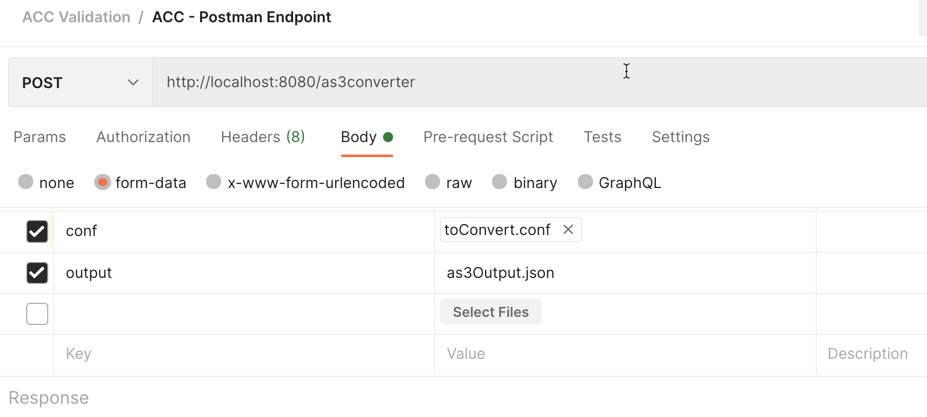 ACC Validation / ACC - Postman Endpoint
POST http://localhost:8080/as3converter
Params Authorization Headers (8) Body Pre-request Script Tests Settings
none form-data x-www-form-urlencoded raw binary GraphQL
conf toConvert.conf ×
output as3Output.json
Select Files
Key Value Description
Response